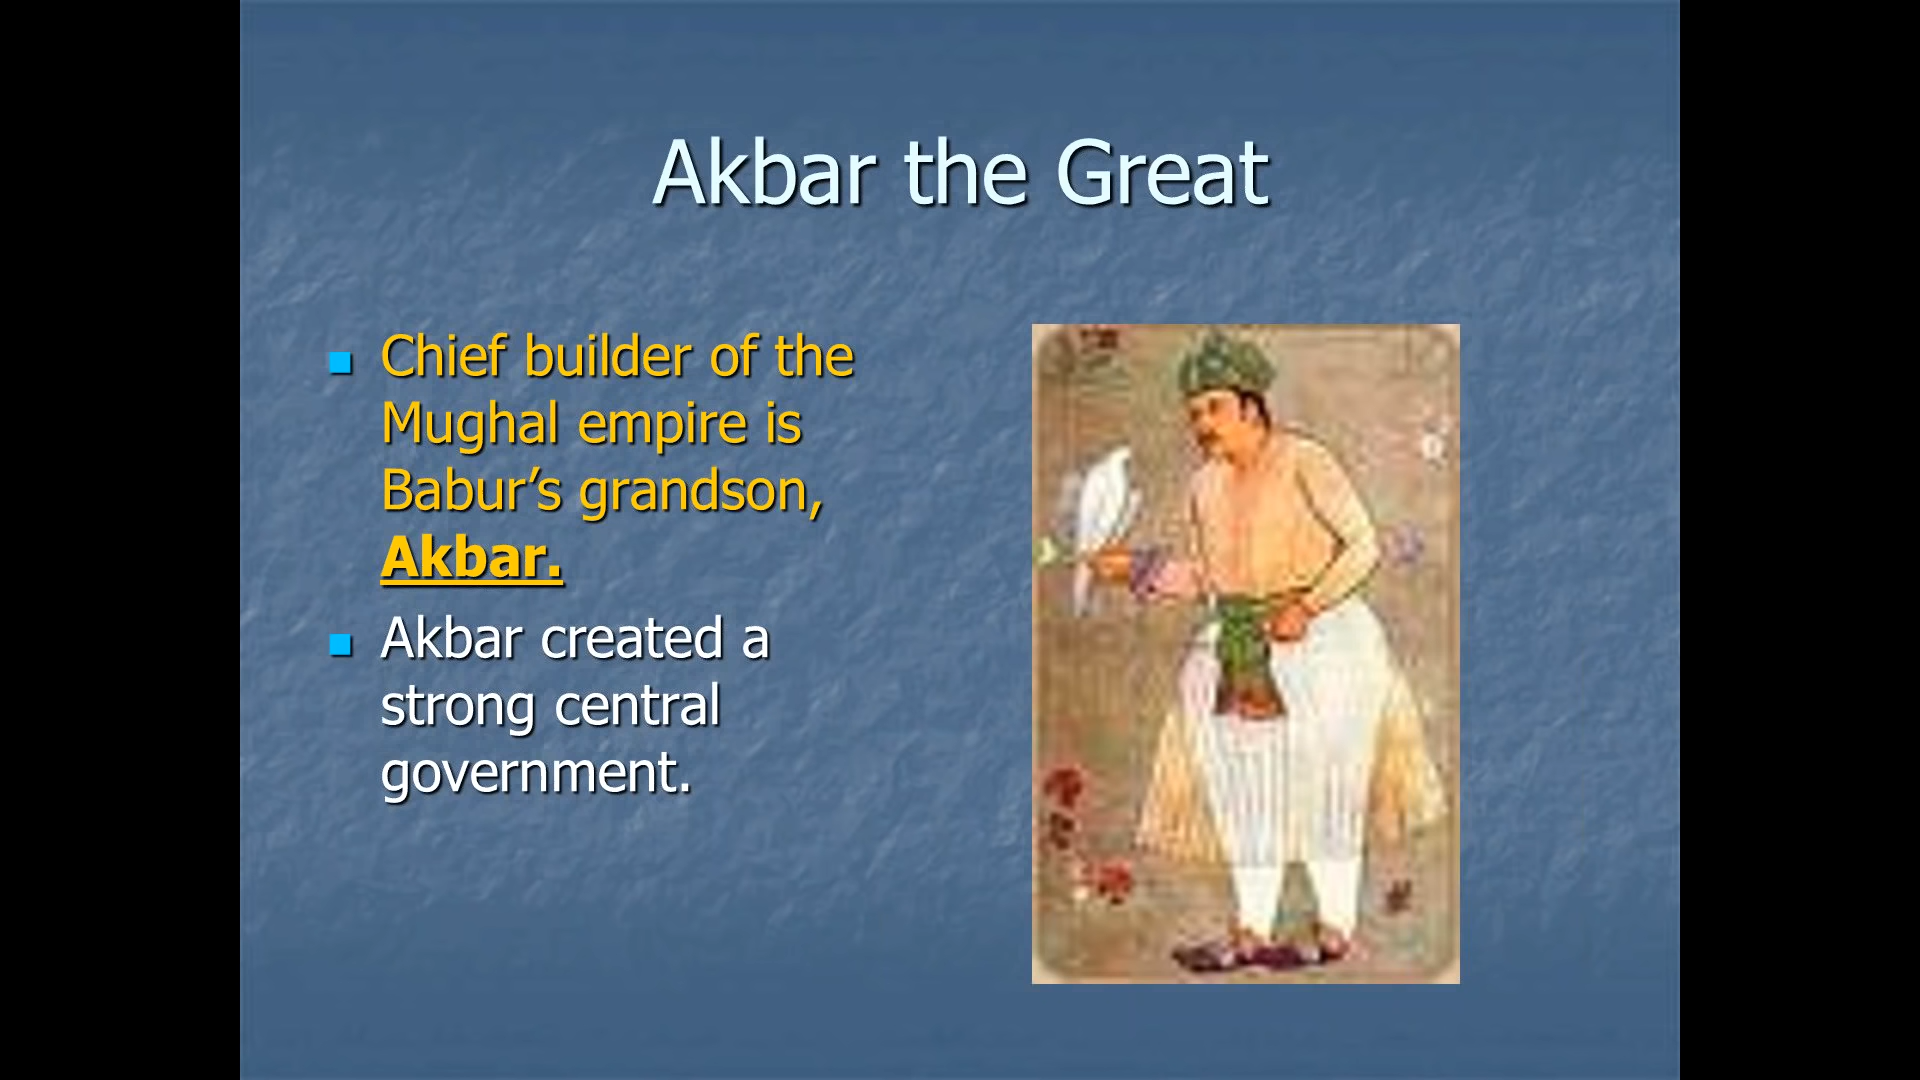 Akbar the Great
Chief builder of the
Mughal empire is
Babur’s grandson,
Akbar.
Akbar created a
strong central
government.